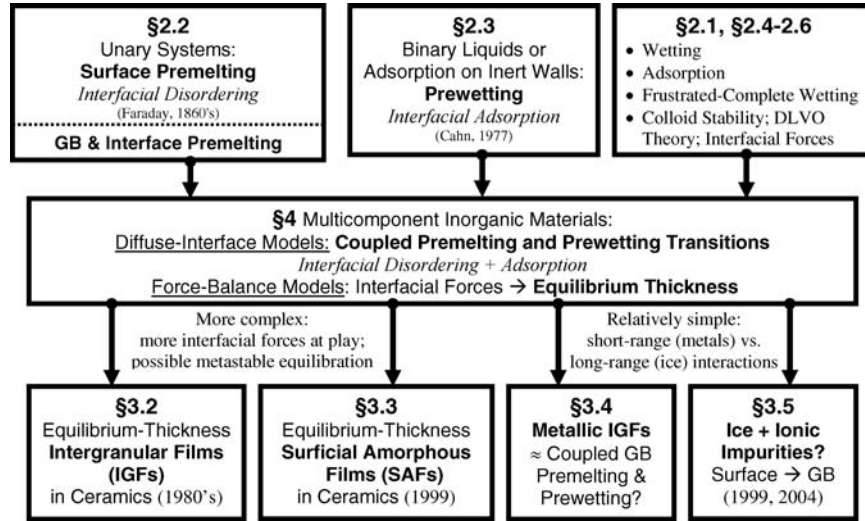 §2.2
Unary Systems:
Surface Premelting
Interfacial Disordering
(Faraday, 1860's)
GB & Interface Premelting
§2.3
Binary Liquids or
Adsorption on Inert Walls:
Prewetting
Interfacial Adsorption
(Cahn, 1977)
§2.1, §2.4-2.6
• Wetting
• Adsorption
• Frustrated-Complete Wetting
• Colloid Stability; DLVO
Theory; Interfacial Forces
§4 Multicomponent Inorganic Materials:
Diffuse-Interface Models: Coupled Premelting and Prewetting Transitions
Interfacial Disordering + Adsorption
Force-Balance Models: Interfacial Forces → Equilibrium Thickness
More complex:
more interfacial forces at play;
possible metastable equilibration
Relatively simple:
short-range (metals) vs.
long-range (ice) interactions
§3.2
Equilibrium-Thickness
Intergranular Films
(IGFs)
in Ceramics (1980's)
§3.3
Equilibrium-Thickness
Surficial Amorphous
Films (SAFs)
in Ceramics (1999)
§3.4
Metallic IGFs
≈ Coupled GB
Premelting &
Prewetting?
§3.5
Ice + Ionic
Impurities?
Surface → GB
(1999, 2004)